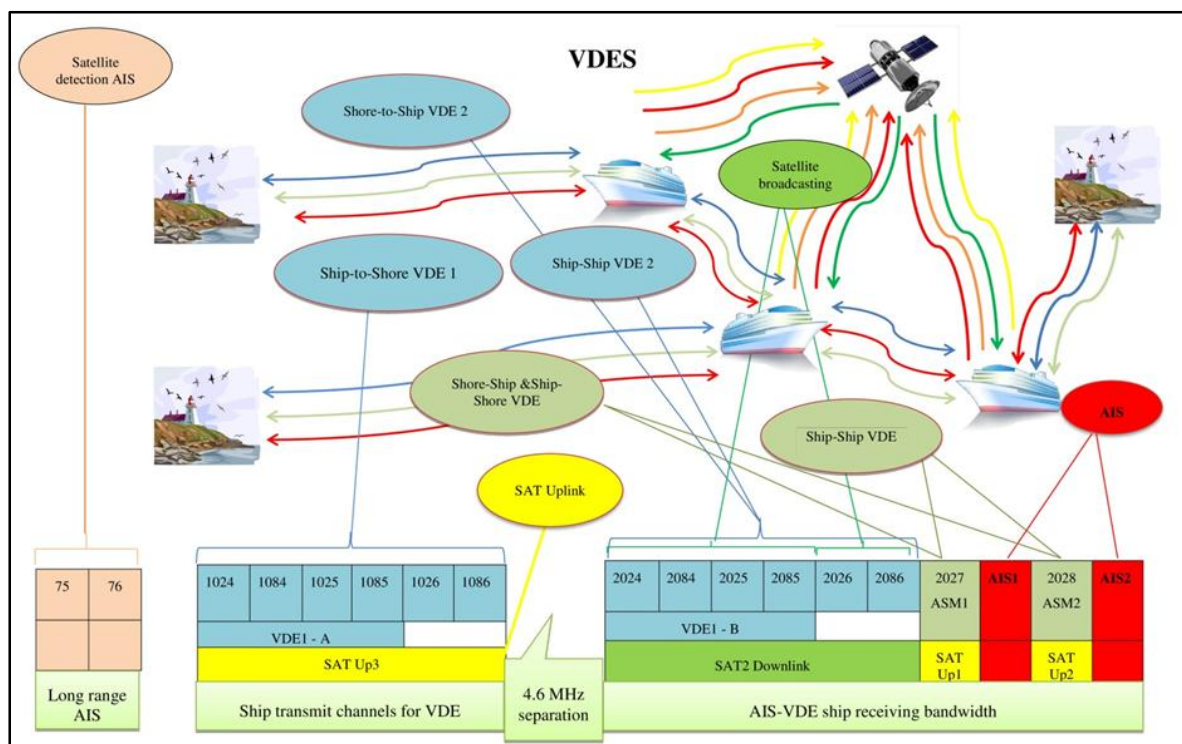 VDES
Satellite
detection AIS
Shore-to-Ship VDE 2
Satellite
broadcasting
Ship-to-Shore VDE 1
Ship-Ship VDE 2
Shore-Ship &Ship-
Shore VDE
Ship-Ship VDE
AIS
SAT Uplink
75 76
1024 1084 1025 1085 1026 1086
2024 2084 2025 2085 2026 2086 2027 AIS1 2028 AIS2
ASM1 ASM2
VDE1 - A
VDE1 - B
SAT Up3
SAT2 Downlink
SAT
Up1
SAT
Up2
Long range
AIS
Ship transmit channels for VDE
4.6 MHz
separation
AIS-VDE ship receiving bandwidth